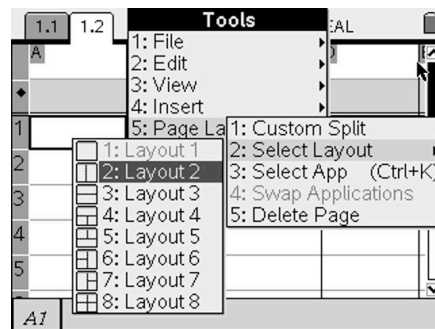 1.1 1.2 Tools EAL
A
1: File
2: Edit
3: View
4: Insert
1 5: Page La 1: Custom Split
1: Layout 1 2: Select Layout
2 2: Layout 2 3: Select App (Ctrl+K)
3 3: Layout 3 4: Swap Applications
4: Layout 4 5: Delete Page
4 5: Layout 5
5 6: Layout 6
7: Layout 7
8: Layout 8
A1